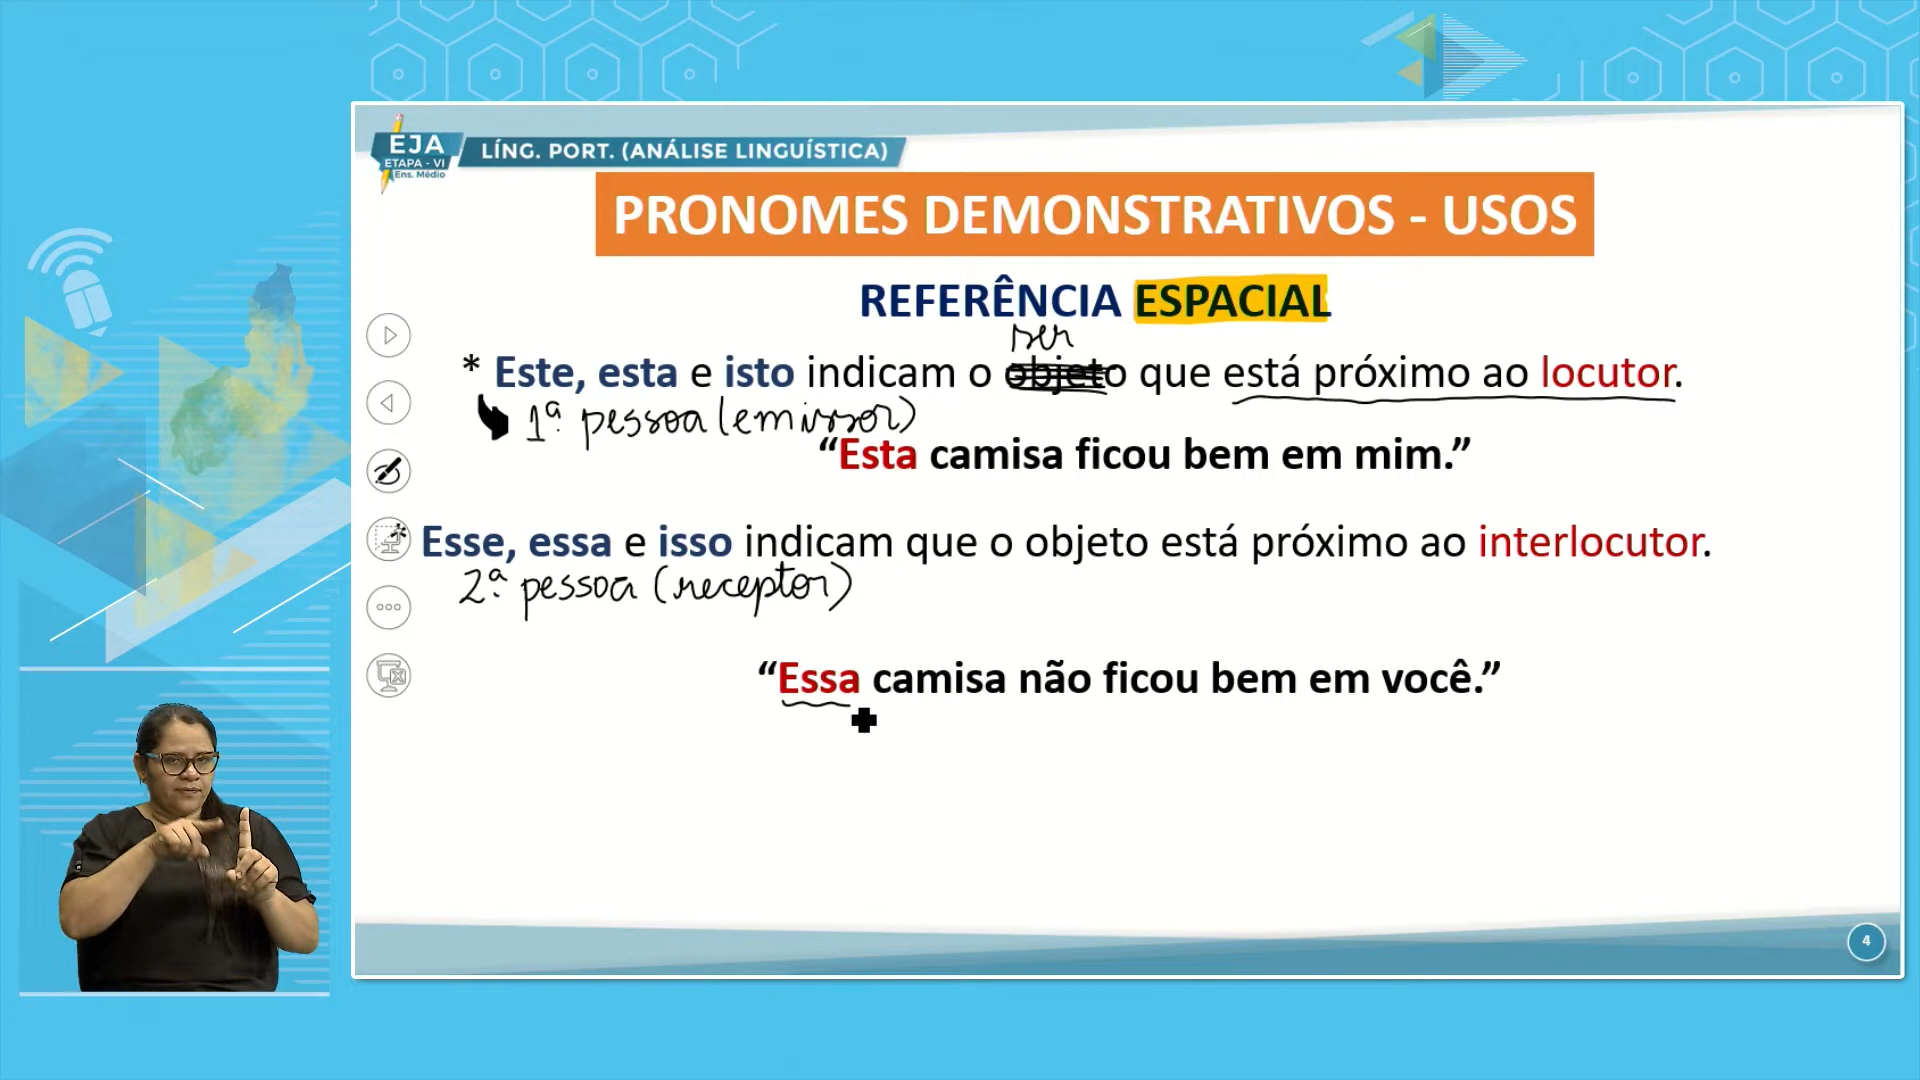 EJA
ETAPA - VI
Ens. Médio
LÍNG. PORT. (ANÁLISE LINGUÍSTICA)
PRONOMES DEMONSTRATIVOS - USOS
REFERÊNCIA ESPACIAL
ser
* Este, esta e isto indicam o objeto que está próximo ao locutor.
1ª pessoa (emissor)
“Esta camisa ficou bem em mim.”
Esse, essa e isso indicam que o objeto está próximo ao interlocutor.
2ª pessoa (receptor)
“Essa camisa não ficou bem em você.”
4